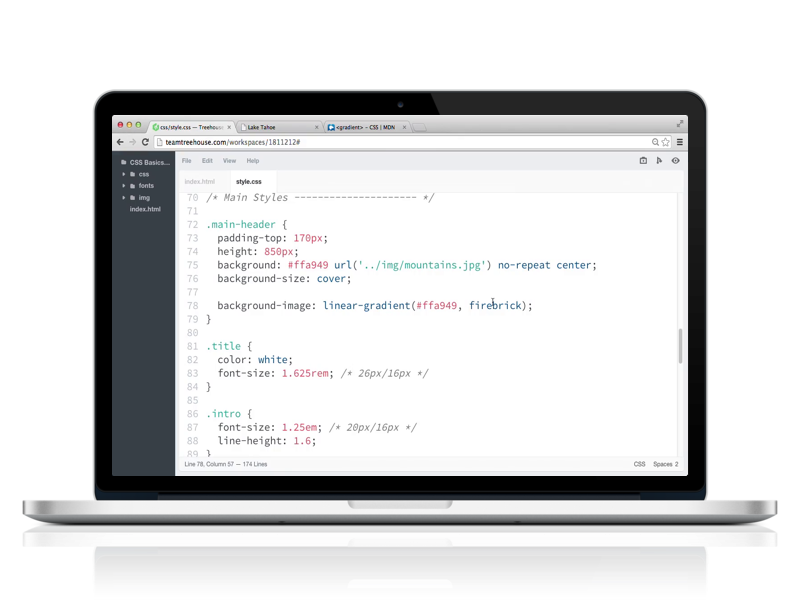 css/style.css — Treehous
Lake Tahoe
<gradient> - CSS | MDN
teamtreehouse.com/workspaces/1811212#
CSS Basics...
css
fonts
img
index.html
File Edit View Help
index.html style.css
70 /* Main Styles --------------------- */
71
72 .main-header {
73 padding-top: 170px;
74 height: 850px;
75 background: #ffa949 url('../img/mountains.jpg') no-repeat center;
76 background-size: cover;
77
78 background-image: linear-gradient(#ffa949, firebrick);
79 }
80
81 .title {
82 color: white;
83 font-size: 1.625rem; /* 26px/16px */
84 }
85
86 .intro {
87 font-size: 1.25em; /* 20px/16px */
88 line-height: 1.6;
89 }
Line 78, Column 57 — 174 Lines
CSS Spaces 2